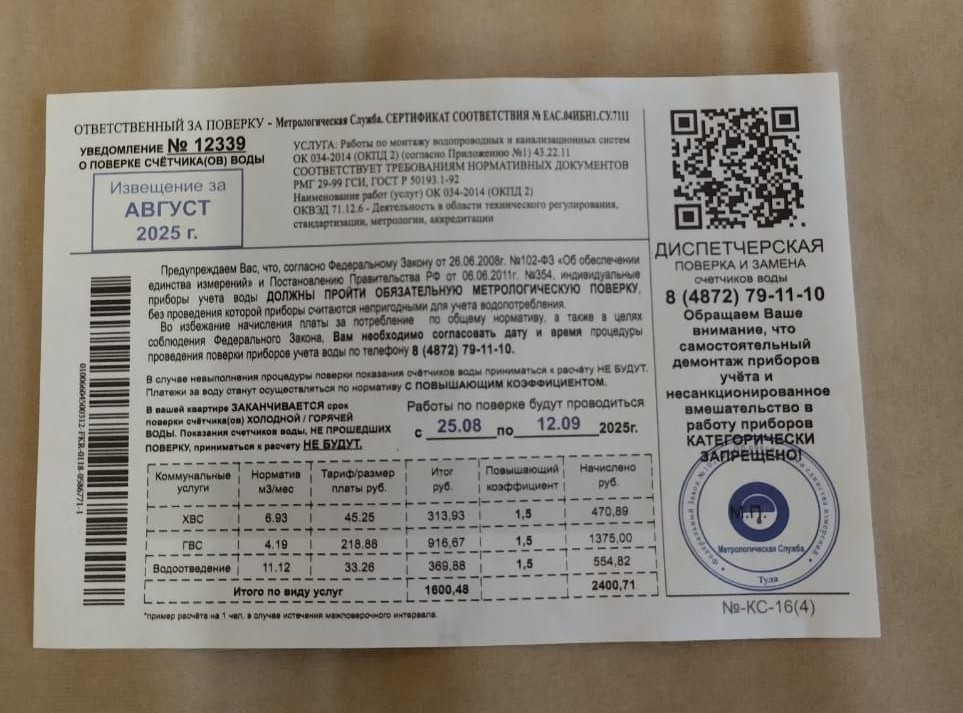 ОТВЕТСТВЕННЫЙ ЗА ПОВЕРКУ - Метрологическая Служба. СЕРТИФИКАТ СООТВЕТСТВИЯ № ЕАС.04ИБН1.СУ.7111
УВЕДОМЛЕНИЕ № 12339
О ПОВЕРКЕ СЧЁТЧИКА(ОВ) ВОДЫ
Извещение за
АВГУСТ
2025 г.
УСЛУГА: Работы по монтажу водопроводных и канализационных систем
ОК 034-2014 (ОКПД 2) (согласно Приложению №1) 43.22.11
СООТВЕТСТВУЕТ ТРЕБОВАНИЯМ НОРМАТИВНЫХ ДОКУМЕНТОВ
РМГ 29-99 ГСИ, ГОСТ Р 50193.1-92
Наименование работ (услуг) ОК 034-2014 (ОКПД 2)
ОКВЭД 71.12.6 - Деятельность в области технического регулирования,
стандартизации, метрологии, аккредитации
Предупреждаем Вас, что, согласно Федеральному Закону от 26.06.2008г. №102-ФЗ «Об обеспечении
единства измерений» и Постановлению Правительства РФ от 06.06.2011г. №354, индивидуальные
приборы учета воды ДОЛЖНЫ ПРОЙТИ ОБЯЗАТЕЛЬНУЮ МЕТРОЛОГИЧЕСКУЮ ПОВЕРКУ,
без проведения которой приборы считаются непригодными для учета водопотребления.
Во избежание начисления платы за потребление по общему нормативу, а также в целях
соблюдения Федерального Закона, Вам необходимо согласовать дату и время процедуры
проведения поверки приборов учета воды по телефону 8 (4872) 79-11-10.
В случае невыполнения процедуры поверки показания счётчиков воды приниматься к расчёту НЕ БУДУТ.
Платежи за воду станут осуществляться по нормативу С ПОВЫШАЮЩИМ КОЭФФИЦИЕНТОМ.
В вашей квартире ЗАКАНЧИВАЕТСЯ срок
поверки счётчика(ов) ХОЛОДНОЙ / ГОРЯЧЕЙ
ВОДЫ. Показания счетчиков воды, НЕ ПРОШЕДШИХ
ПОВЕРКУ, приниматься к расчету НЕ БУДУТ.
Работы по поверке будут проводиться
с 25.08 по 12.09 2025г.
Коммунальные услуги Норматив м3/мес Тариф/размер платы руб. Итог руб. Повышающий коэффициент Начислено руб.
ХВС 6.93 45.25 313,93 1,5 470,89
ГВС 4.19 218.88 916,67 1,5 1375,00
Водоотведение 11.12 33.26 369,88 1,5 554,82
Итого по виду услуг 1600,48 2400,71
*пример расчёта на 1 чел. в случае истечения межповерочного интервала.
ДИСПЕТЧЕРСКАЯ
ПОВЕРКА И ЗАМЕНА
СЧЕТЧИКОВ ВОДЫ
8 (4872) 79-11-10
Обращаем Ваше
внимание, что
самостоятельный
демонтаж приборов
учёта и
несанкционированное
вмешательство в
работу приборов
КАТЕГОРИЧЕСКИ
ЗАПРЕЩЕНО!
М.П.
Метрологическая Служба
Тула
№-КС-16(4)